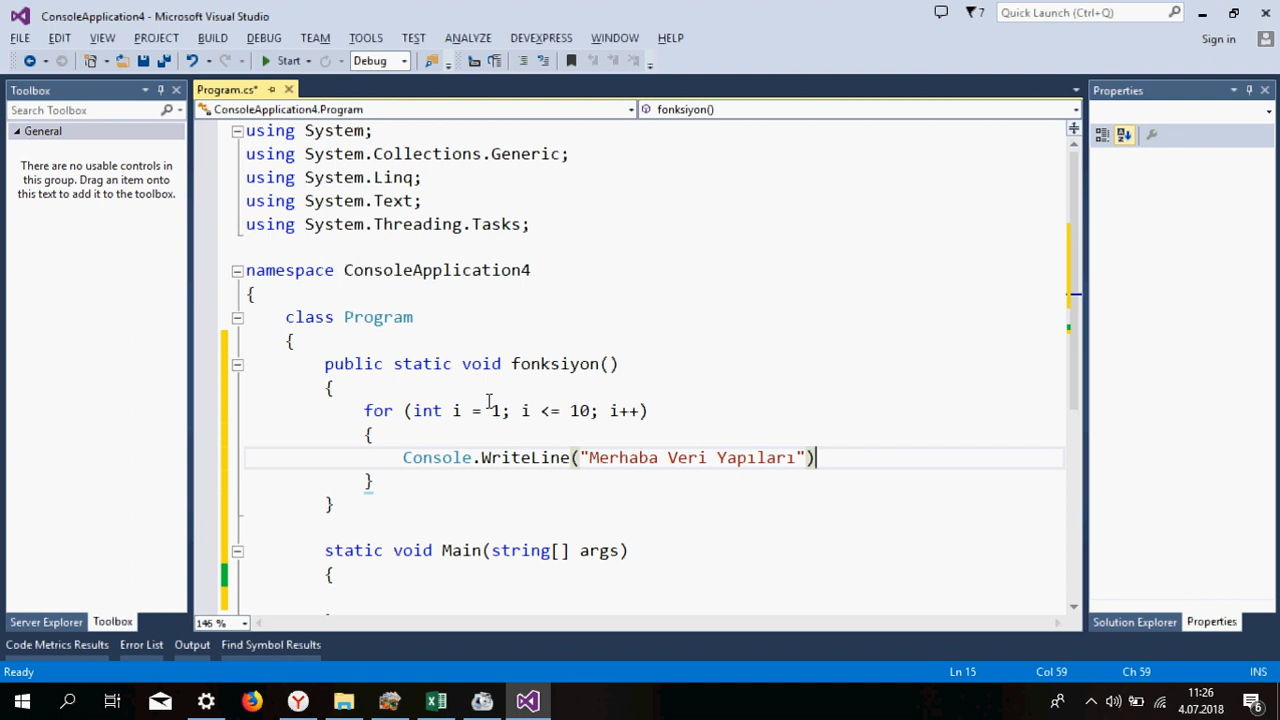 ConsoleApplication4 - Microsoft Visual Studio
7
Quick Launch (Ctrl+Q)
FILE EDIT VIEW PROJECT BUILD DEBUG TEAM TOOLS TEST ANALYZE DEVEXPRESS WINDOW HELP
Sign in
Start Debug
Toolbox
Search Toolbox
General
There are no usable controls in
this group. Drag an item onto
this text to add it to the toolbox.
Server Explorer Toolbox
Program.cs*
ConsoleApplication4.Program
fonksiyon()
using System;
using System.Collections.Generic;
using System.Linq;
using System.Text;
using System.Threading.Tasks;
namespace ConsoleApplication4
{
class Program
{
public static void fonksiyon()
{
for (int i = 1; i <= 10; i++)
{
Console.WriteLine("Merhaba Veri Yapıları")
}
}
static void Main(string[] args)
{
146 %
Properties
Solution Explorer Properties
Code Metrics Results Error List Output Find Symbol Results
Ready
Ln 15
Col 59
Ch 59
INS
11:26
4.07.2018
6